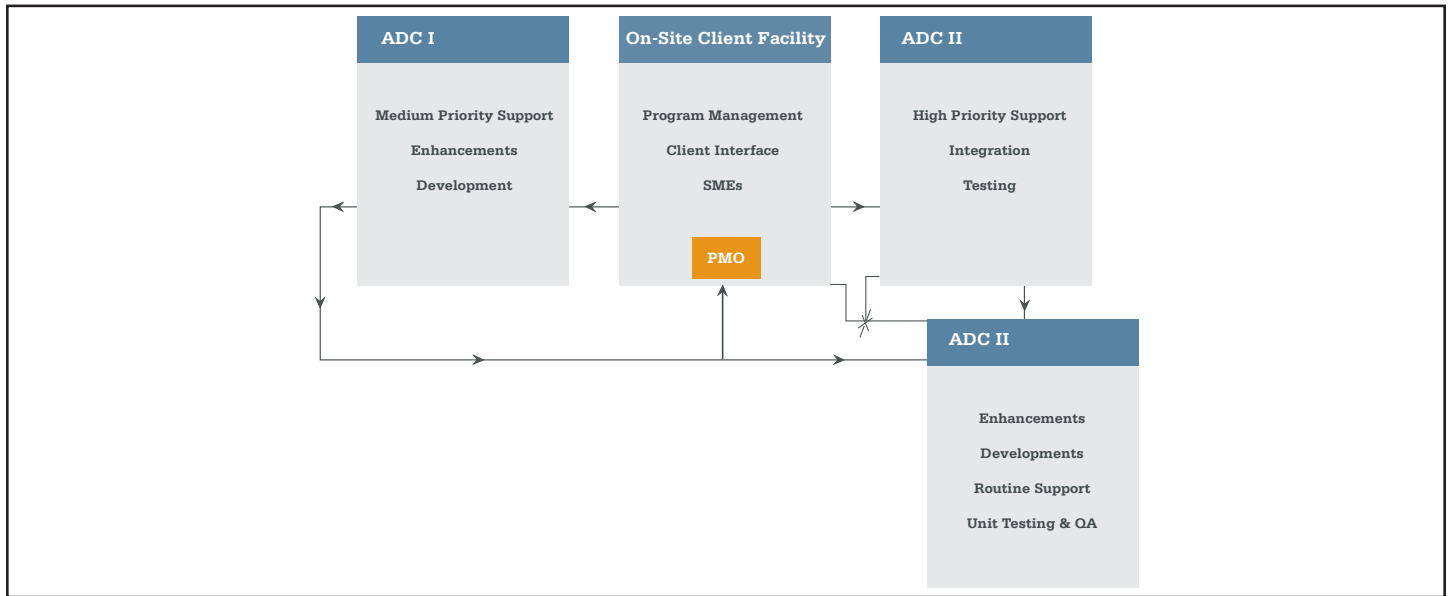 ADC I
Medium Priority Support
Enhancements
Development
On-Site Client Facility
Program Management
Client Interface
SMEs
PMO
ADC II
High Priority Support
Integration
Testing
ADC II
Enhancements
Developments
Routine Support
Unit Testing & QA